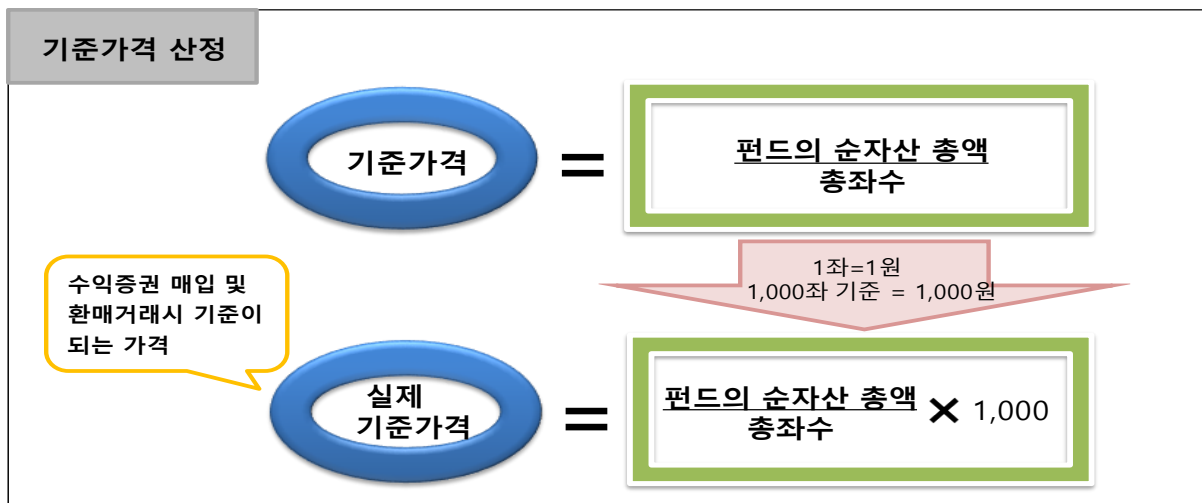 기준가격 산정
기준가격
=
펀드의 순자산 총액
총좌수
1좌=1원
1,000좌 기준 = 1,000원
수익증권 매입 및
환매거래시 기준이
되는 가격
실제
기준가격
=
펀드의 순자산 총액
총좌수
× 1,000